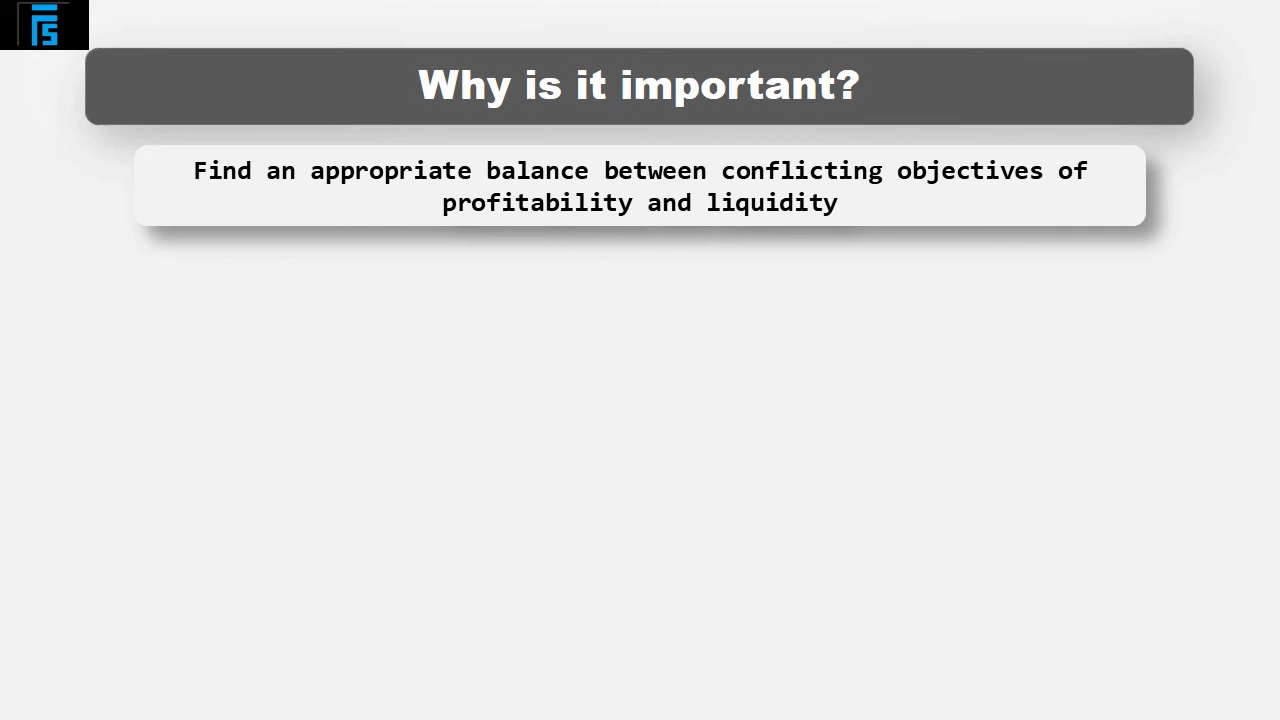 Why is it important?
Find an appropriate balance between conflicting objectives of
profitability and liquidity